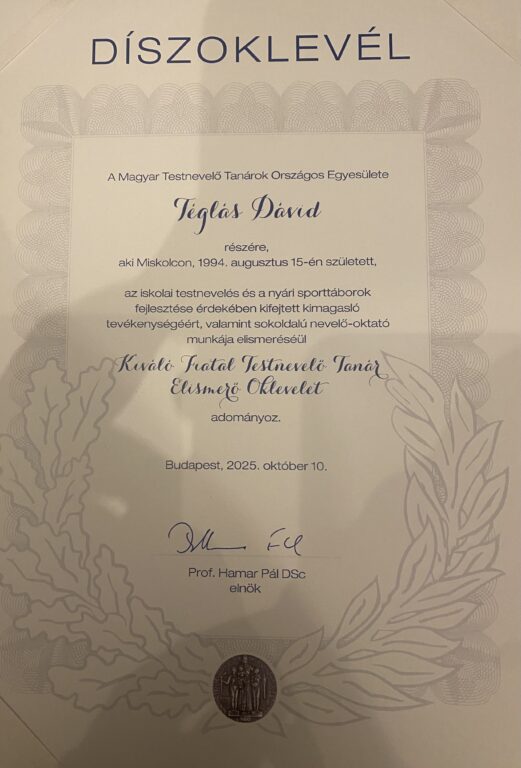 DÍSZOKLEVÉL
A Magyar Testnevelő Tanárok Országos Egyesülete
Téglás Dávid
részére,
aki Miskolcon, 1994. augusztus 15-én született,
az iskolai testnevelés és a nyári sporttáborok
fejlesztése érdekében kifejtett kimagasló
tevékenységéért, valamint sokoldalú nevelő-oktató
munkája elismeréséül
Kiváló Fiatal Testnevelő Tanár
Elismerő Oklevelet
adományoz.
Budapest, 2025. október 10.
Prof. Hamar Pál DSc
elnök